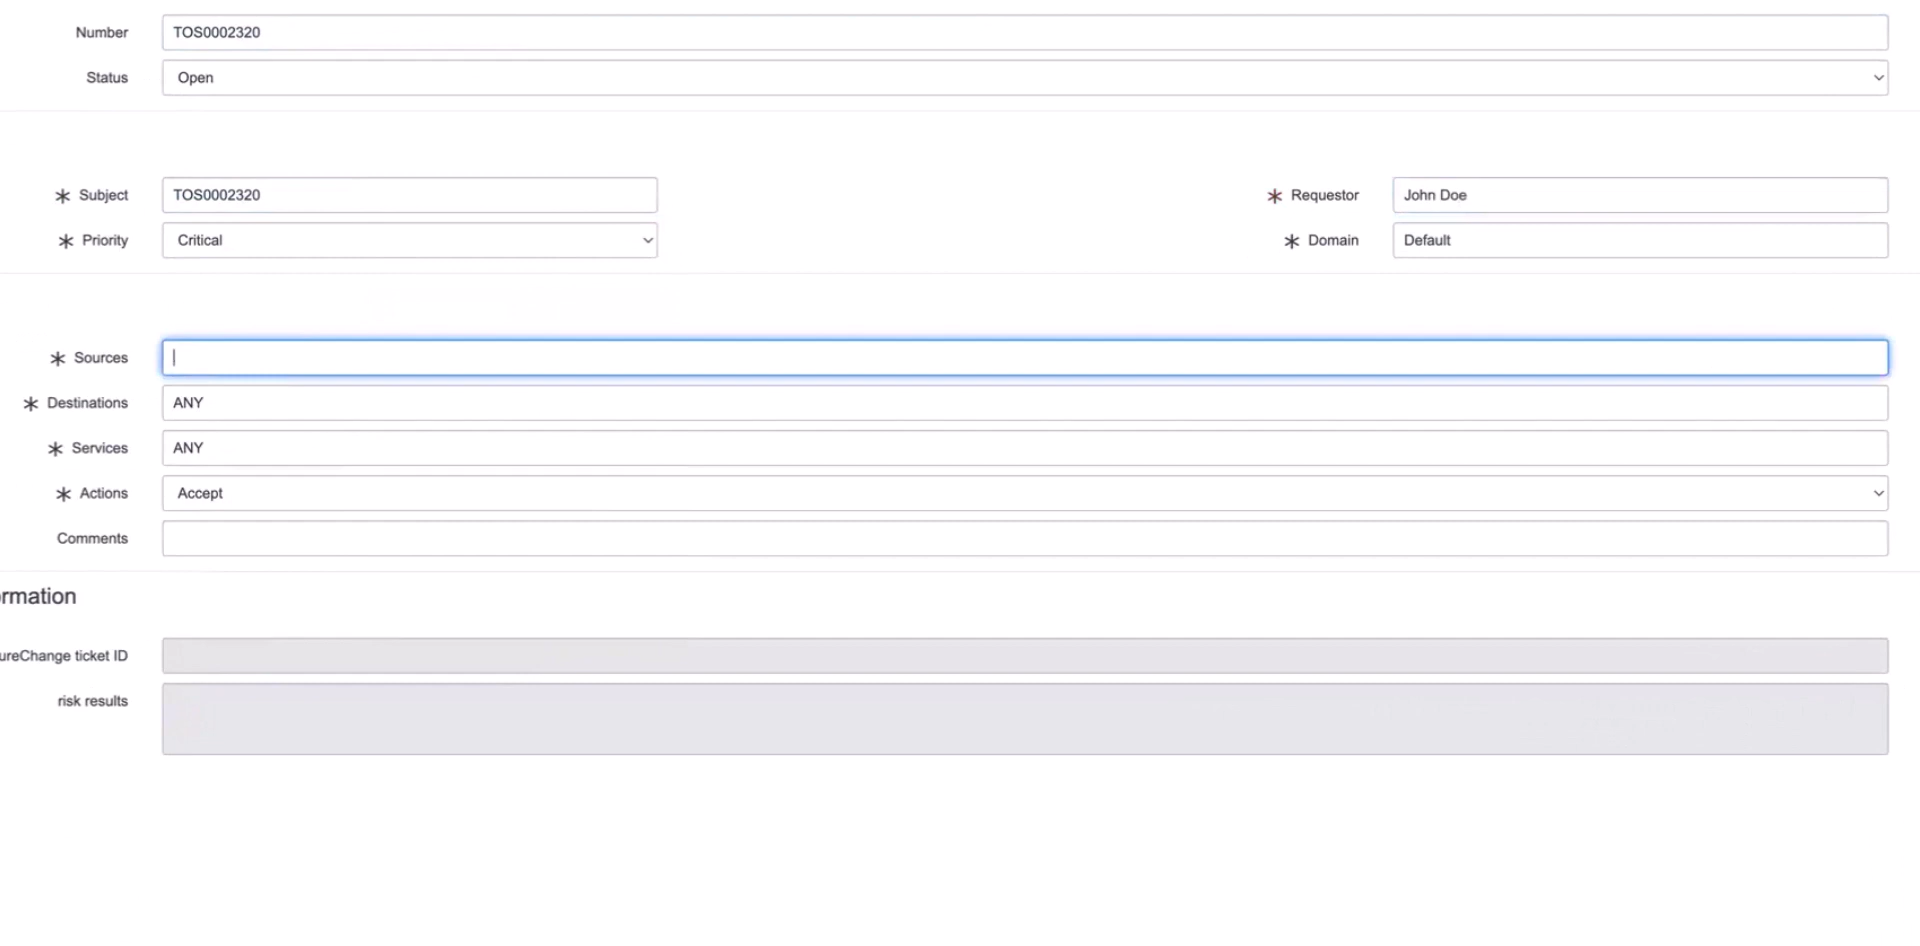 Number TOS0002320
Status Open
* Subject TOS0002320 * Requestor John Doe
* Priority Critical * Domain Default
* Sources
* Destinations ANY
* Services ANY
* Actions Accept
Comments
rmation
ureChange ticket ID
risk results